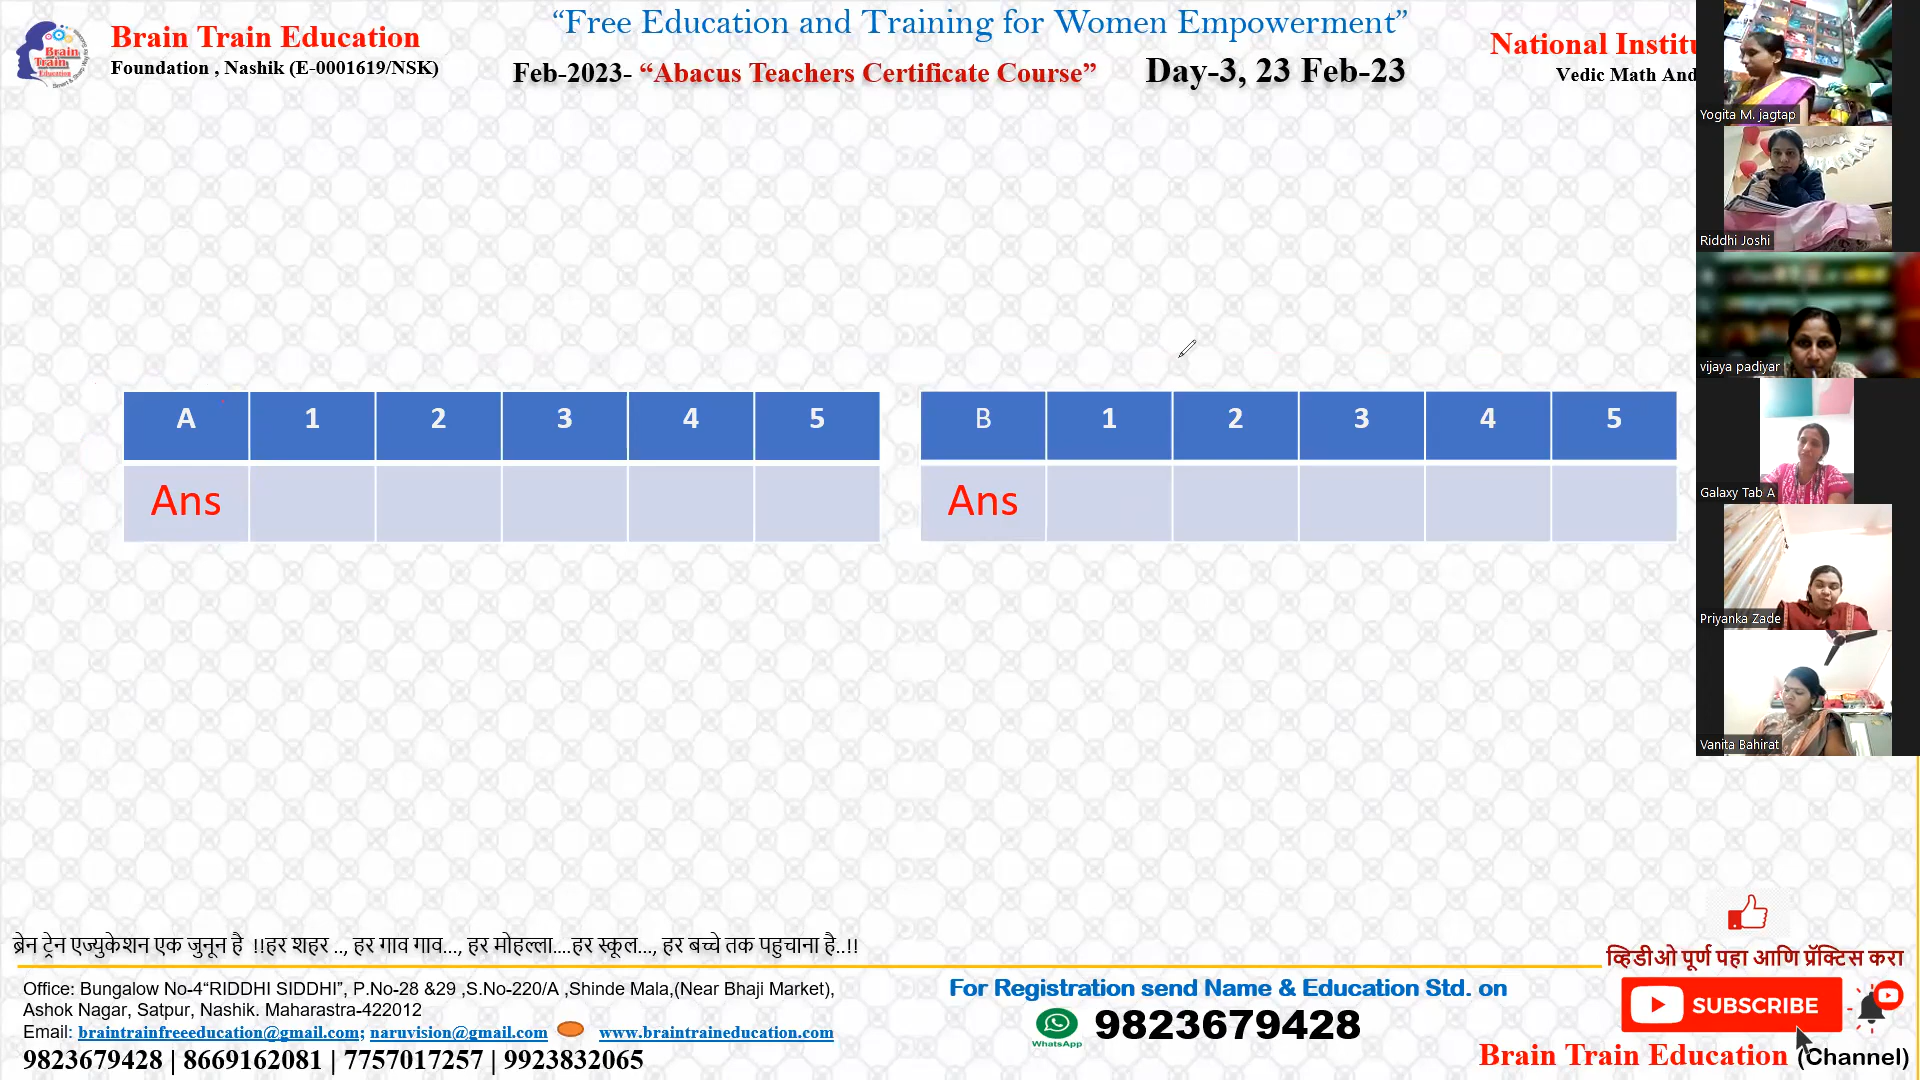 “Free Education and Training for Women Empowerment”
Brain Train Education
Foundation , Nashik (E-0001619/NSK)
Brain Train Education
Feb-2023- “Abacus Teachers Certificate Course”
Day-3, 23 Feb-23
National Institu
Vedic Math And
Yogita M. jagtap
Riddhi Joshi
vijaya padiyar
Galaxy Tab A
Priyanka Zade
Vanita Bahirat
A 1 2 3 4 5
Ans
B 1 2 3 4 5
Ans
ब्रेन ट्रेन एज्युकेशन एक जुनून है !!हर शहर .., हर गाव गाव..., हर मोहल्ला....हर स्कूल..., हर बच्चे तक पहुचाना है..!!
व्हिडीओ पूर्ण पहा आणि प्रॅक्टिस करा
Office: Bungalow No-4“RIDDHI SIDDHI”, P.No-28 &29 ,S.No-220/A ,Shinde Mala,(Near Bhaji Market),
Ashok Nagar, Satpur, Nashik. Maharastra-422012
Email: braintrainfreeeducation@gmail.com; naruvision@gmail.com www.braintraineducation.com
9823679428 | 8669162081 | 7757017257 | 9923832065
For Registration send Name & Education Std. on
WhatsApp
9823679428
SUBSCRIBE
Brain Train Education (Channel)